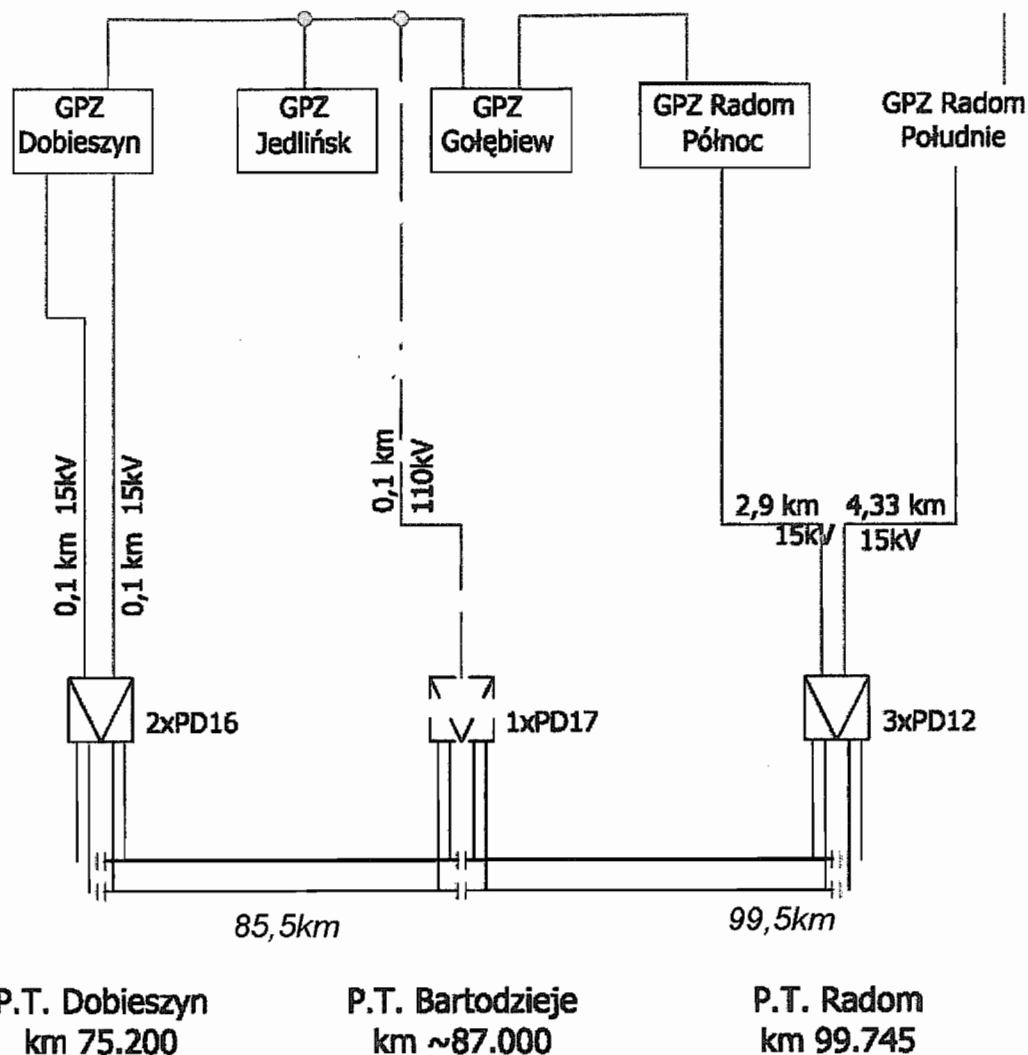 GPZ
Dobieszyn
GPZ
Jedlińsk
GPZ
Gołębiew
GPZ Radom
Północ
GPZ Radom
Południe
0,1 km 15kV
0,1 km 15kV
0,1 km
110kV
2,9 km
15kV
4,33 km
15kV
2xPD16
1xPD17
3xPD12
85,5km
99,5km
P.T. Dobieszyn
km 75.200
P.T. Bartodzieje
km ~87.000
P.T. Radom
km 99.745